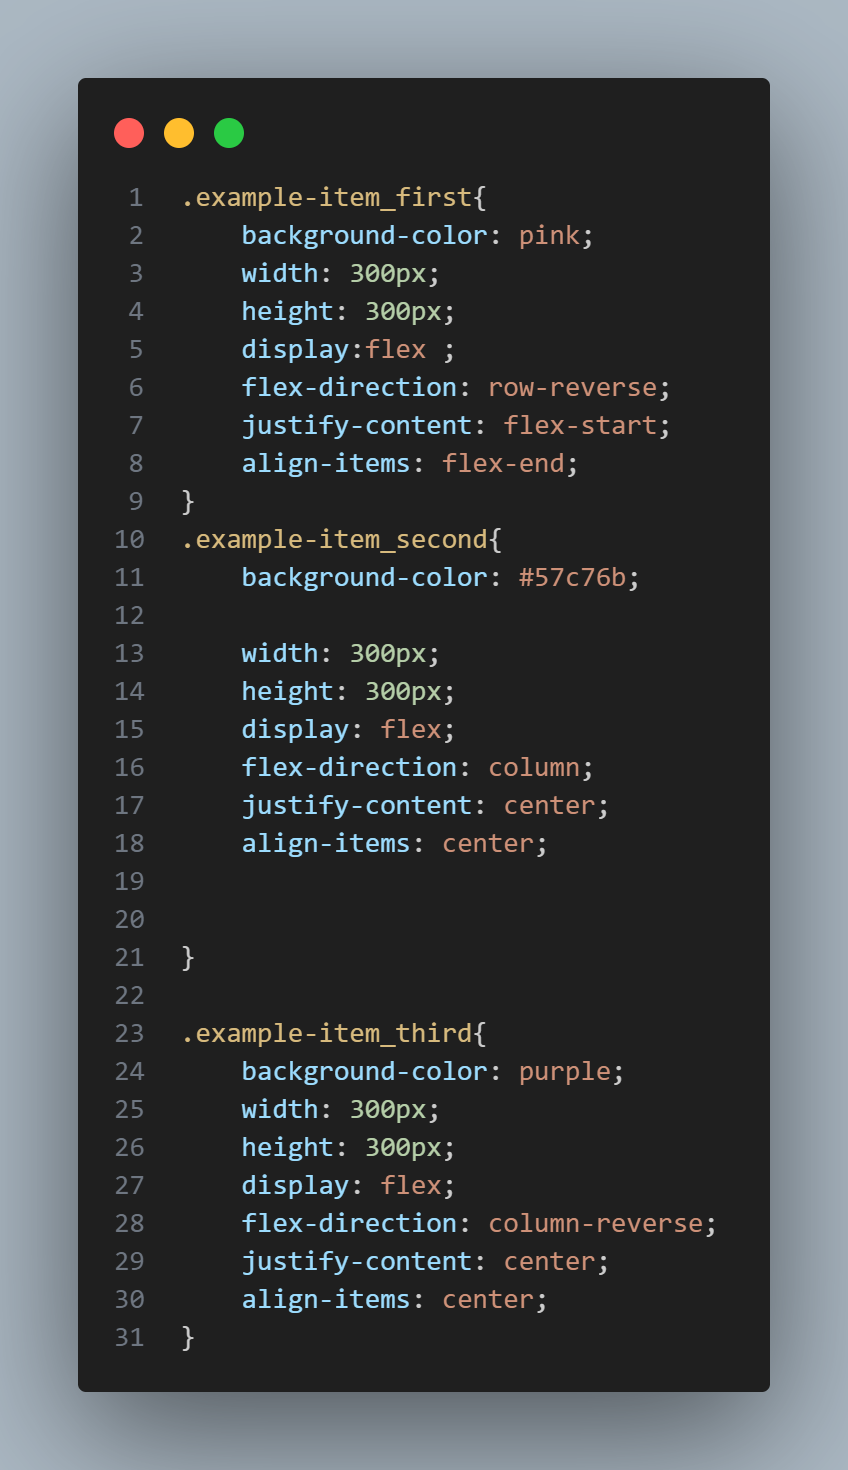 1 .example-item_first{
2     background-color: pink;
3     width: 300px;
4     height: 300px;
5     display:flex ;
6     flex-direction: row-reverse;
7     justify-content: flex-start;
8     align-items: flex-end;
9 }
10 .example-item_second{
11     background-color: #57c76b;
12
13     width: 300px;
14     height: 300px;
15     display: flex;
16     flex-direction: column;
17     justify-content: center;
18     align-items: center;
19
20
21 }
22
23 .example-item_third{
24     background-color: purple;
25     width: 300px;
26     height: 300px;
27     display: flex;
28     flex-direction: column-reverse;
29     justify-content: center;
30     align-items: center;
31 }